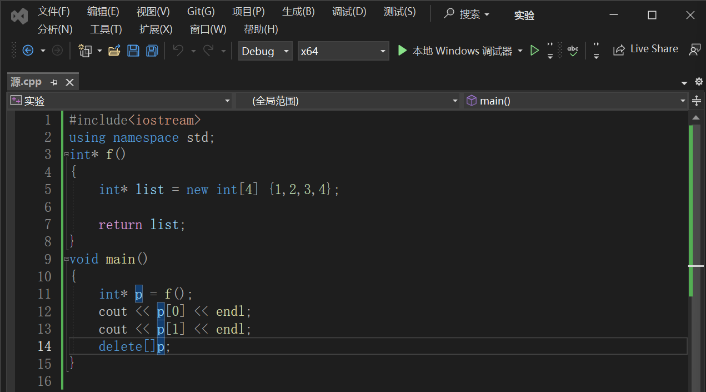 文件(F) 编辑(E) 视图(V) Git(G) 项目(P) 生成(B) 调试(D) 测试(S) 搜索 实验
分析(N) 工具(T) 扩展(X) 窗口(W) 帮助(H)
Debug x64 本地 Windows 调试器 abc Live Share
源.cpp
实验 (全局范围) main()
1 #include<iostream>
2 using namespace std;
3 int* f()
4 {
5 int* list = new int[4] {1,2,3,4};
6
7 return list;
8 }
9 void main()
10 {
11 int* p = f();
12 cout << p[0] << endl;
13 cout << p[1] << endl;
14 delete[]p;
15 }
16